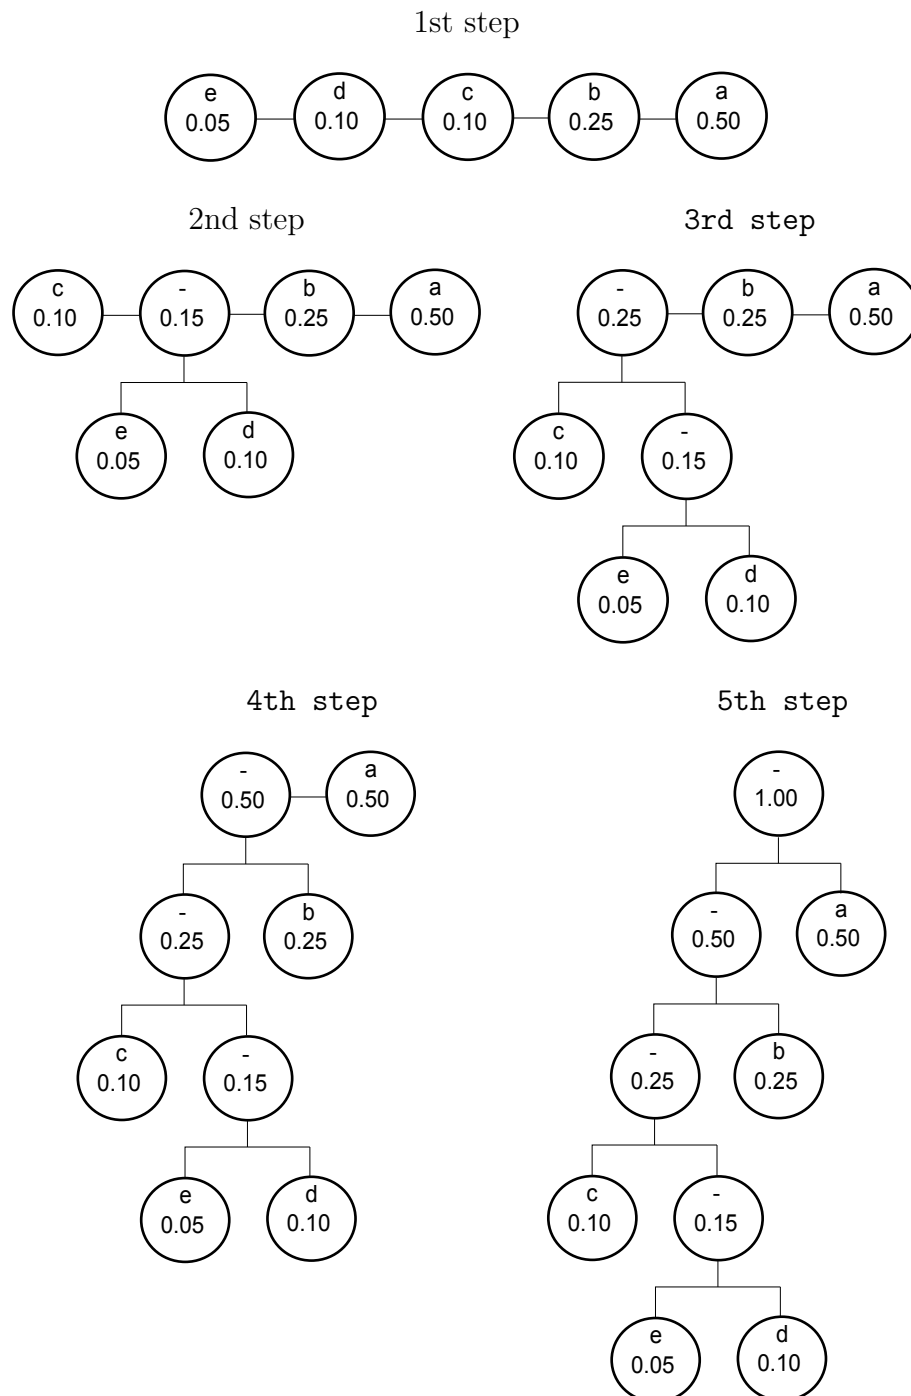 1st step
e d c b a
0.05 0.10 0.10 0.25 0.50
2nd step
c - b a
0.10 0.15 0.25 0.50
e d
0.05 0.10
3rd step
- b a
0.25 0.25 0.50
c -
0.10 0.15
e d
0.05 0.10
4th step
- a
0.50 0.50
- b
0.25 0.25
c -
0.10 0.15
e d
0.05 0.10
5th step
-
1.00
- a
0.50 0.50
- b
0.25 0.25
c -
0.10 0.15
e d
0.05 0.10